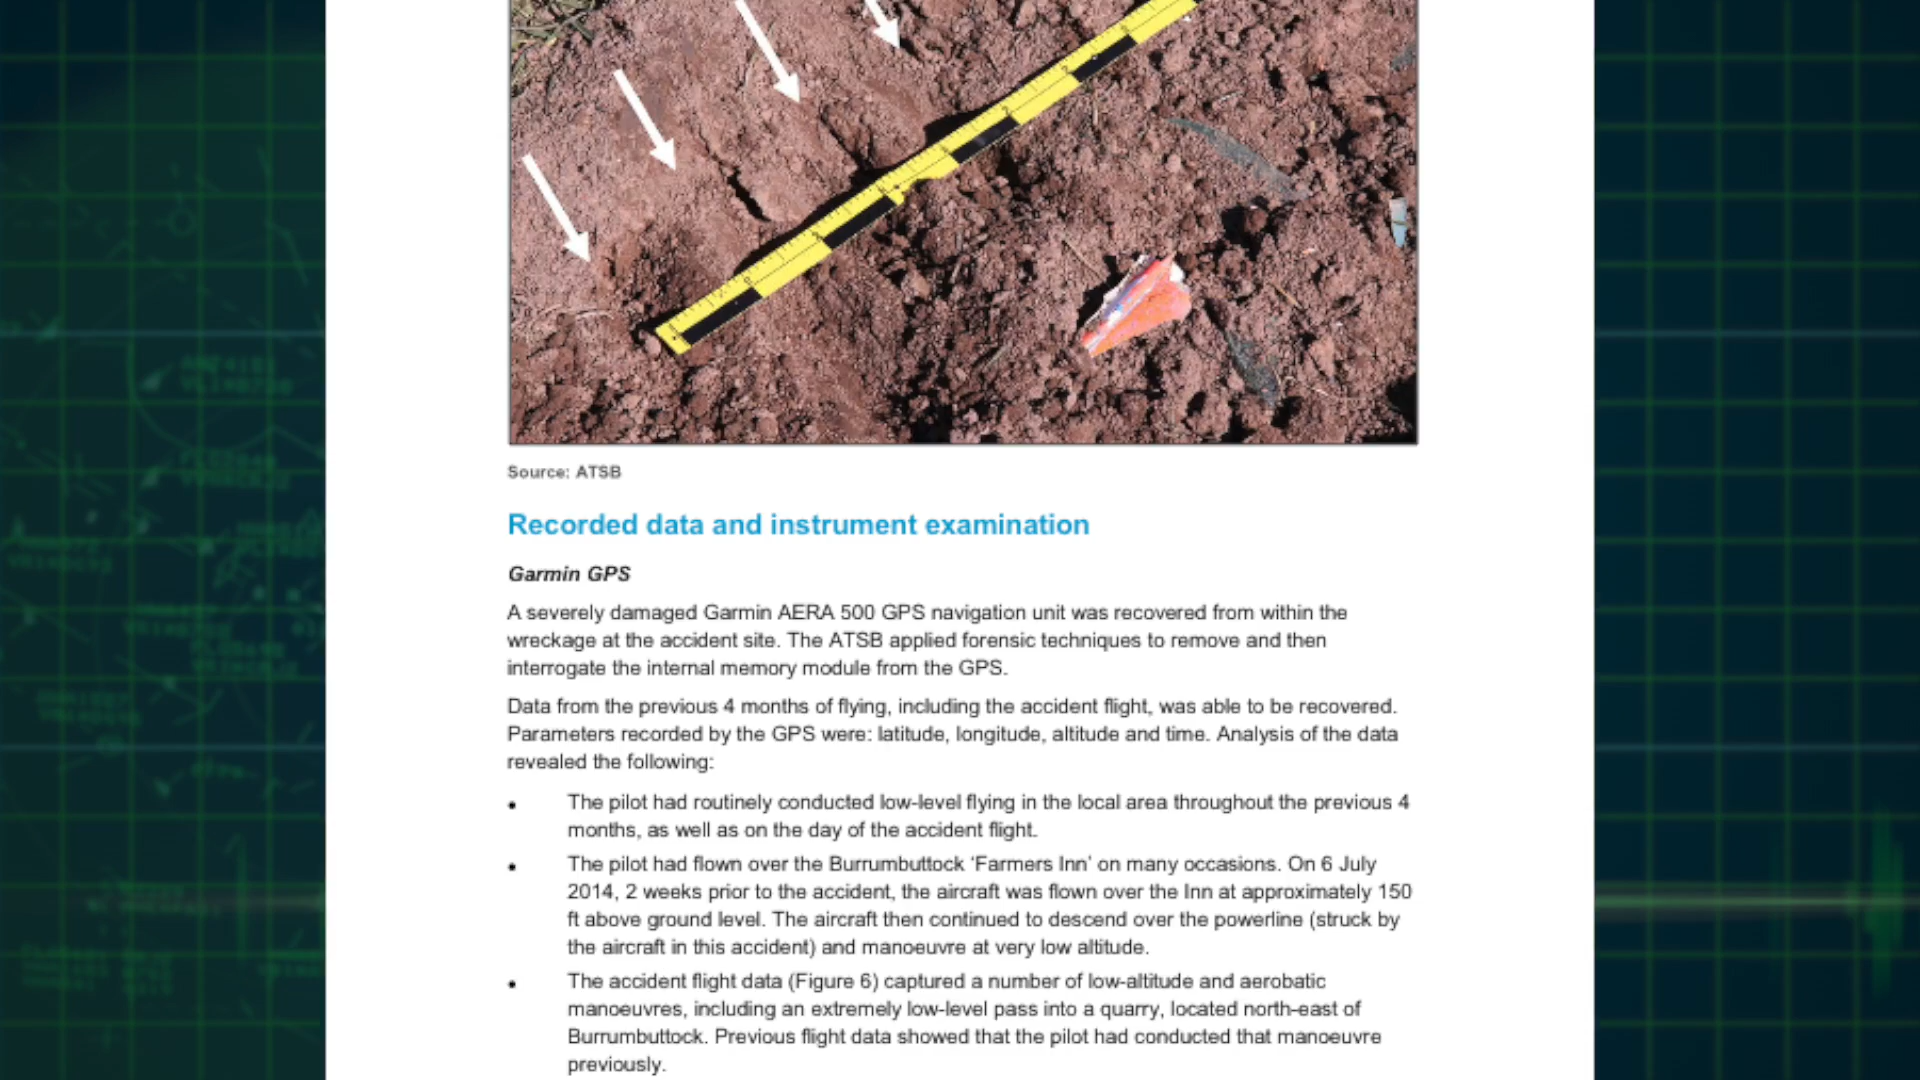 Source: ATSB
Recorded data and instrument examination
Garmin GPS
A severely damaged Garmin AERA 500 GPS navigation unit was recovered from within the
wreckage at the accident site. The ATSB applied forensic techniques to remove and then
interrogate the internal memory module from the GPS.
Data from the previous 4 months of flying, including the accident flight, was able to be recovered.
Parameters recorded by the GPS were: latitude, longitude, altitude and time. Analysis of the data
revealed the following:
• The pilot had routinely conducted low-level flying in the local area throughout the previous 4
months, as well as on the day of the accident flight.
• The pilot had flown over the Burrumbuttock ‘Farmers Inn’ on many occasions. On 6 July
2014, 2 weeks prior to the accident, the aircraft was flown over the Inn at approximately 150
ft above ground level. The aircraft then continued to descend over the powerline (struck by
the aircraft in this accident) and manoeuvre at very low altitude.
• The accident flight data (Figure 6) captured a number of low-altitude and aerobatic
manoeuvres, including an extremely low-level pass into a quarry, located north-east of
Burrumbuttock. Previous flight data showed that the pilot had conducted that manoeuvre
previously.